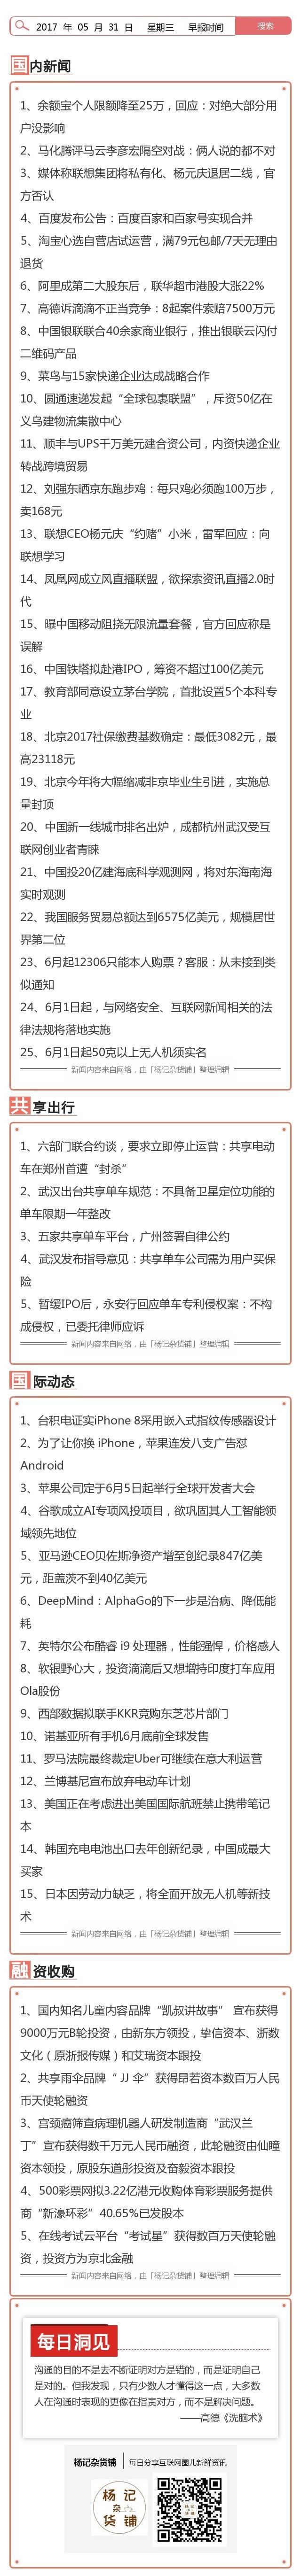 2017 年 05 月 31 日 星期三 早报时间 搜索
国内新闻
1、余额宝个人限额降至25万，回应：对绝大部分用
户没影响
2、马化腾评马云李彦宏隔空对战：俩人说的都不对
3、媒体称联想集团将私有化、杨元庆退居二线，官
方否认
4、百度发布公告：百度百家和百家号实现合并
5、淘宝心选自营店试运营，满79元包邮/7天无理由
退货
6、阿里成第二大股东后，联华超市港股大涨22%
7、高德诉滴滴不正当竞争：8起案件索赔7500万元
8、中国银联联合40余家商业银行，推出银联云闪付
二维码产品
9、菜鸟与15家快递企业达成战略合作
10、圆通速递发起“全球包裹联盟”，斥资50亿在
义乌建物流集散中心
11、顺丰与UPS千万美元建合资公司，内资快递企业
转战跨境贸易
12、刘强东晒京东跑步鸡：每只鸡必须跑100万步，
卖168元
13、联想CEO杨元庆“约赌”小米，雷军回应：向
联想学习
14、凤凰网成立风直播联盟，欲探索资讯直播2.0时
代
15、曝中国移动阻挠无限流量套餐，官方回应称是
误解
16、中国铁塔拟赴港IPO，筹资不超过100亿美元
17、教育部同意设立茅台学院，首批设置5个本科专
业
18、北京2017社保缴费基数确定：最低3082元，最
高23118元
19、北京今年将大幅缩减非京毕业生引进，实施总
量封顶
20、中国新一线城市排名出炉，成都杭州武汉受互
联网创业者青睐
21、中国投20亿建海底科学观测网，将对东海南海
实时观测
22、我国服务贸易总额达到6575亿美元，规模居世
界第二位
23、6月起12306只能本人购票？客服：从未接到类
似通知
24、6月1日起，与网络安全、互联网新闻相关的法
律法规将落地实施
25、6月1日起50克以上无人机须实名
新闻内容来自网络，由「杨记杂货铺」整理编辑
共享出行
1、六部门联合约谈，要求立即停止运营：共享电动
车在郑州首遭“封杀”
2、武汉出台共享单车规范：不具备卫星定位功能的
单车限期一年整改
3、五家共享单车平台，广州签署自律公约
4、武汉发布指导意见：共享单车公司需为用户买保
险
5、暂缓IPO后，永安行回应单车专利侵权案：不构
成侵权，已委托律师应诉
新闻内容来自网络，由「杨记杂货铺」整理编辑
国际动态
1、台积电证实iPhone 8采用嵌入式指纹传感器设计
2、为了让你换 iPhone，苹果连发八支广告怼
Android
3、苹果公司定于6月5日起举行全球开发者大会
4、谷歌成立AI专项风投项目，欲巩固其人工智能领
域领先地位
5、亚马逊CEO贝佐斯净资产增至创纪录847亿美
元，距盖茨不到40亿美元
6、DeepMind：AlphaGo的下一步是治病、降低能
耗
7、英特尔公布酷睿 i9 处理器，性能强悍，价格感人
8、软银野心大，投资滴滴后又想增持印度打车应用
Ola股份
9、西部数据拟联手KKR竞购东芝芯片部门
10、诺基亚所有手机6月底前全球发售
11、罗马法院最终裁定Uber可继续在意大利运营
12、兰博基尼宣布放弃电动车计划
13、美国正在考虑进出美国国际航班禁止携带笔记
本
14、韩国充电电池出口去年创新纪录，中国成最大
买家
15、日本因劳动力缺乏，将全面开放无人机等新技
术
新闻内容来自网络，由「杨记杂货铺」整理编辑
融资收购
1、国内知名儿童内容品牌“凯叔讲故事” 宣布获得
9000万元B轮投资，由新东方领投，挚信资本、浙数
文化（原浙报传媒）和艾瑞资本跟投
2、共享雨伞品牌“ JJ 伞”获得昂若资本数百万人民
币天使轮融资
3、宫颈癌筛查病理机器人研发制造商“武汉兰
丁”宣布获得数千万元人民币融资，此轮融资由仙瞳
资本领投，原股东道彤投资及奋毅资本跟投
4、500彩票网拟3.22亿港元收购体育彩票服务提供
商“新濠环彩”40.65%已发股本
5、在线考试云平台“考试星”获得数百万天使轮融
资，投资方为京北金融
新闻内容来自网络，由「杨记杂货铺」整理编辑
每日洞见
沟通的目的不是去不断证明对方是错的，而是证明自己
是对的。但我发现，只有少数人才懂得这一点，大多数
人在沟通时表现的更像在指责对方，而不是解决问题。
——高德《洗脑术》
杨记杂货铺 每日分享互联网圈儿新鲜资讯
杨记
杂
货铺